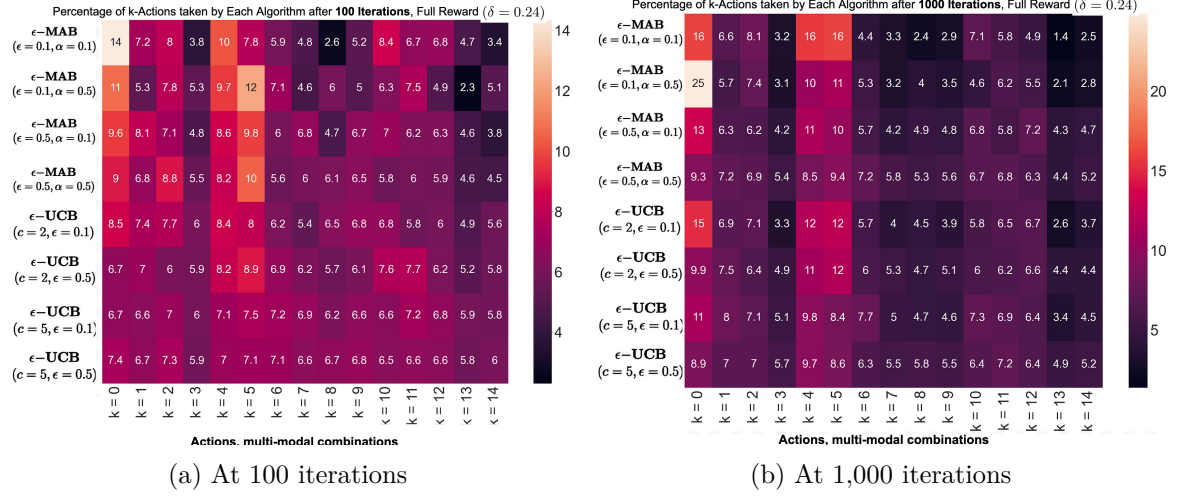 Percentage of k-Actions taken by Each Algorithm after 100 Iterations, Full Reward (δ = 0.24)
ϵ−MAB
(ϵ = 0.1, α = 0.1)
14 7.2 8 3.8 10 7.8 5.9 4.8 2.6 5.2 8.4 6.7 6.8 4.7 3.4
ϵ−MAB
(ϵ = 0.1, α = 0.5)
11 5.3 7.8 5.3 9.7 12 7.1 4.6 6 5 6.3 7.5 4.9 2.3 5.1
ϵ−MAB
(ϵ = 0.5, α = 0.1)
9.6 8.1 7.1 4.8 8.6 9.8 6 6.8 4.7 6.7 7 6.2 6.3 4.6 3.8
ϵ−MAB
(ϵ = 0.5, α = 0.5)
9 6.8 8.8 5.5 8.2 10 5.6 6 6.1 6.5 5.8 6 5.9 4.6 4.5
ϵ−UCB
(c = 2, ϵ = 0.1)
8.5 7.4 7.7 6 8.4 8 6.2 5.4 6.5 6.8 6.8 5.8 6 4.9 5.6
ϵ−UCB
(c = 2, ϵ = 0.5)
6.7 7 6 5.9 8.2 8.9 6.9 6.2 5.7 6.1 7.6 7.7 6.2 5.2 5.8
ϵ−UCB
(c = 5, ϵ = 0.1)
6.7 6.6 7 6 7.1 7.5 7.2 6.9 6.2 6.6 6.6 7.2 6.8 5.9 5.8
ϵ−UCB
(c = 5, ϵ = 0.5)
7.4 6.7 7.3 5.9 7 7.1 7.1 6.6 6.7 6.8 6.5 6.6 6.6 5.8 6
k = 0 k = 1 k = 2 k = 3 k = 4 k = 5 k = 6 k = 7 k = 8 k = 9 k = 10 k = 11 k = 12 k = 13 k = 14
14
12
10
8
6
4
Actions, multi-modal combinations
(a) At 100 iterations
Percentage of k-Actions taken by Each Algorithm after 1000 Iterations, Full Reward (δ = 0.24)
ϵ−MAB
(ϵ = 0.1, α = 0.1)
16 6.6 8.1 3.2 16 16 4.4 3.3 2.4 2.9 7.1 5.8 4.9 1.4 2.5
ϵ−MAB
(ϵ = 0.1, α = 0.5)
25 5.7 7.4 3.1 10 11 5.3 3.2 4 3.5 4.6 6.2 5.5 2.1 2.8
ϵ−MAB
(ϵ = 0.5, α = 0.1)
13 6.3 6.2 4.2 11 10 5.7 4.2 4.9 4.8 6.8 5.8 7.2 4.3 4.7
ϵ−MAB
(ϵ = 0.5, α = 0.5)
9.3 7.2 6.9 5.4 8.5 9.4 7.2 5.8 5.3 5.4 5.7 6.8 6.3 4.4 5.2
ϵ−UCB
(c = 2, ϵ = 0.1)
15 6.9 7.1 3.3 12 12 5.7 4 4.5 3.9 5.8 6.5 6.7 2.6 3.7
ϵ−UCB
(c = 2, ϵ = 0.5)
9.9 7.5 6.4 4.9 11 12 6 5.3 4.7 5.1 6 6.2 6.6 4.4 4.4
ϵ−UCB
(c = 5, ϵ = 0.1)
11 8 7.1 5.1 9.8 8.4 7.7 5 4.7 4.6 7.3 6.9 6.4 3.4 4.5
ϵ−UCB
(c = 5, ϵ = 0.5)
8.9 7 7 5.7 9.7 8.6 6.3 5.5 5.8 5.5 6.4 7.2 6.4 4.9 5.2
k = 0 k = 1 k = 2 k = 3 k = 4 k = 5 k = 6 k = 7 k = 8 k = 9 k = 10 k = 11 k = 12 k = 13 k = 14
20
15
10
5
Actions, multi-modal combinations
(b) At 1,000 iterations